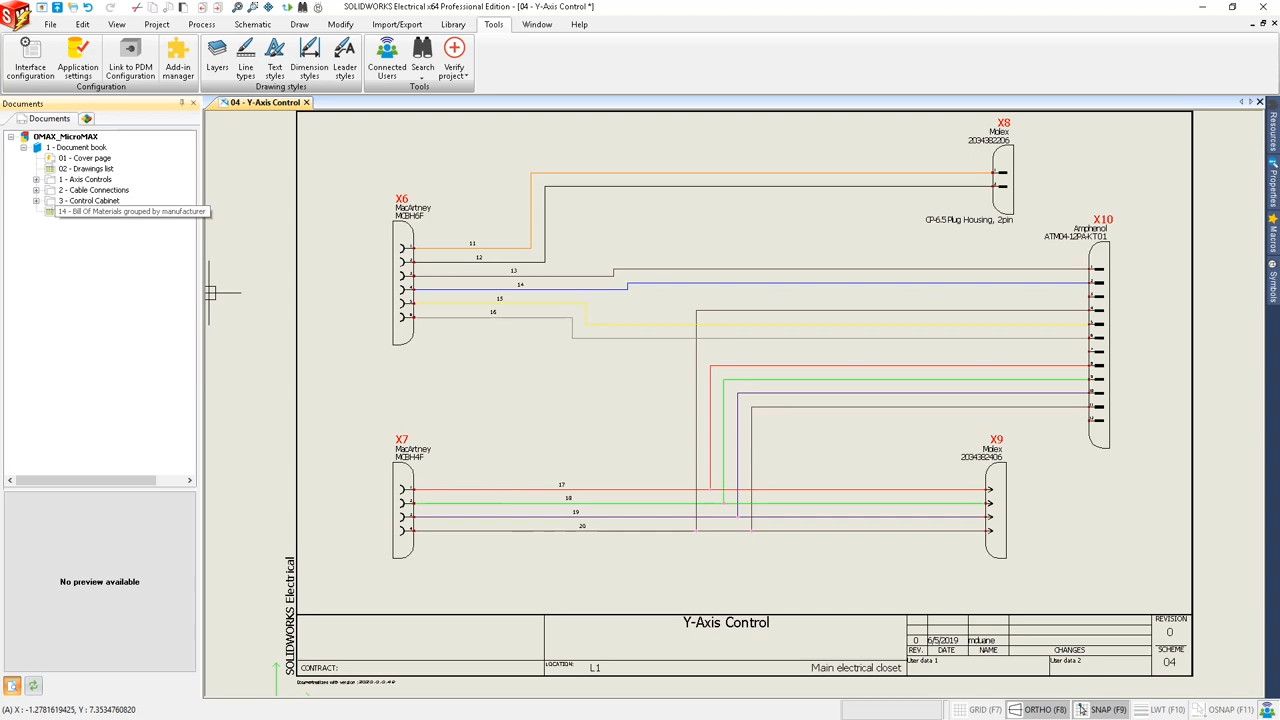 SOLIDWORKS Electrical x64 Professional Edition - [04 - Y-Axis Control *]
File Edit View Project Process Schematic Draw Modify Import/Export Library Tools Window Help
Interface configuration
Application settings
Link to PDM Configuration
Add-in manager
Layers
Line types
Text styles
Dimension styles
Leader styles
Connected Users
Search
Verify project
Configuration
Drawing styles
Tools
Documents
04 - Y-Axis Control
Documents
OMAX_MicroMAX
1 - Document book
01 - Cover page
02 - Drawings list
1 - Axis Controls
2 - Cable Connections
3 - Control Cabinet
14 - Bill Of Materials grouped by manufacturer
No preview available
X8
Molex
2034382206
CP-6.5 Plug Housing, 2pin
X6
MacArtney
MCBH6F
X10
Amphenol
ATM04-12PA-KT01
11
12
13
14
15
16
X7
MacArtney
MCBH4F
X9
Molex
2034382406
17
18
19
20
SOLIDWORKS Electrical
Y-Axis Control
CONTRACT:
LOCATION:
L1
Main electrical closet
0 6/5/2019 mduane
REV. DATE NAME CHANGES
User data 1
User data 2
REVISION
0
SCHEME
04
Resources
Properties
Macros
Symbols
(A) X : -1.2781619425, Y : 7.3534760820
GRID (F7) ORTHO (F8) SNAP (F9) LWT (F10) OSNAP (F11)